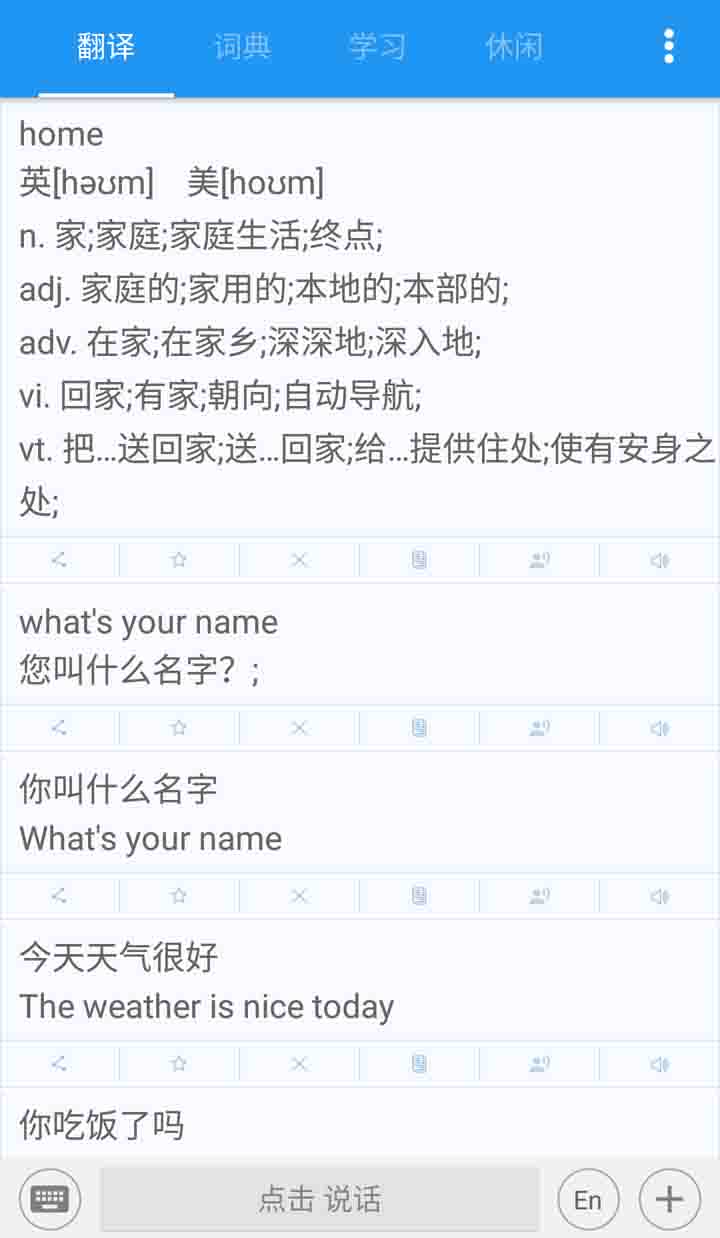 翻译 词典 学习 休闲
home
英[həʊm] 美[hoʊm]
n. 家;家庭;家庭生活;终点;
adj. 家庭的;家用的;本地的;本部的;
adv. 在家;在家乡;深深地;深入地;
vi. 回家;有家;朝向;自动导航;
vt. 把...送回家;送...回家;给...提供住处;使有安身之
处;
what's your name
您叫什么名字？;
你叫什么名字
What's your name
今天天气很好
The weather is nice today
你吃饭了吗
点击 说话 En